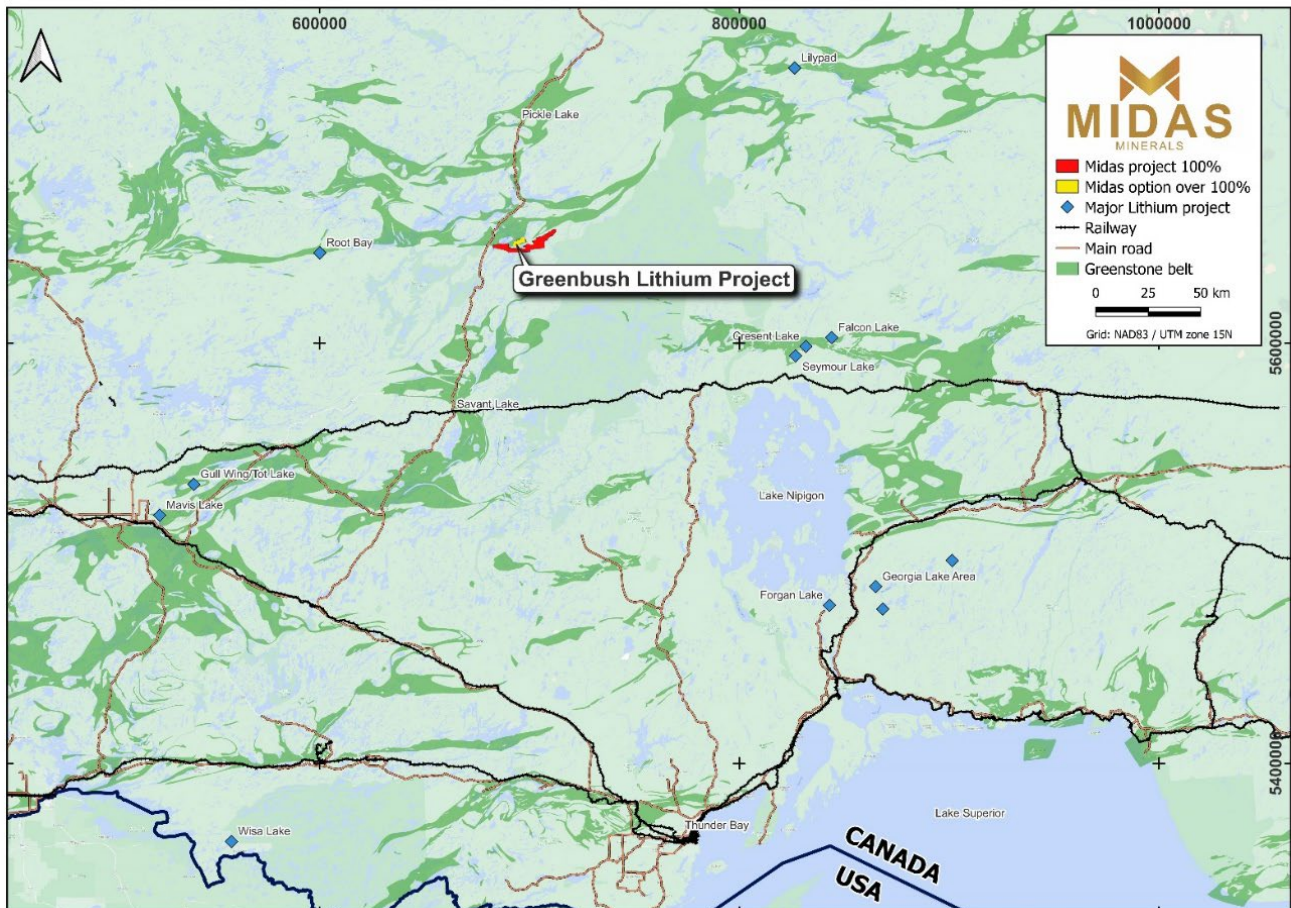 600000
800000
1000000
Lilypad
MIDAS
MINERALS
Midas project 100%
Midas option over 100%
Major Lithium project
Railway
Main road
Greenstone belt
0 25 50 km
Grid: NAD83 / UTM zone 15N
Pickle Lake
Root Bay
Greenbush Lithium Project
Cresent Lake
Falcon Lake
Seymour Lake
5600000
Savant Lake
Gull Wing/Tot Lake
Mavis Lake
Lake Nipigon
Georgia Lake Area
Forgan Lake
5400000
Lake Superior
Thunder Bay
Wisa Lake
CANADA
USA